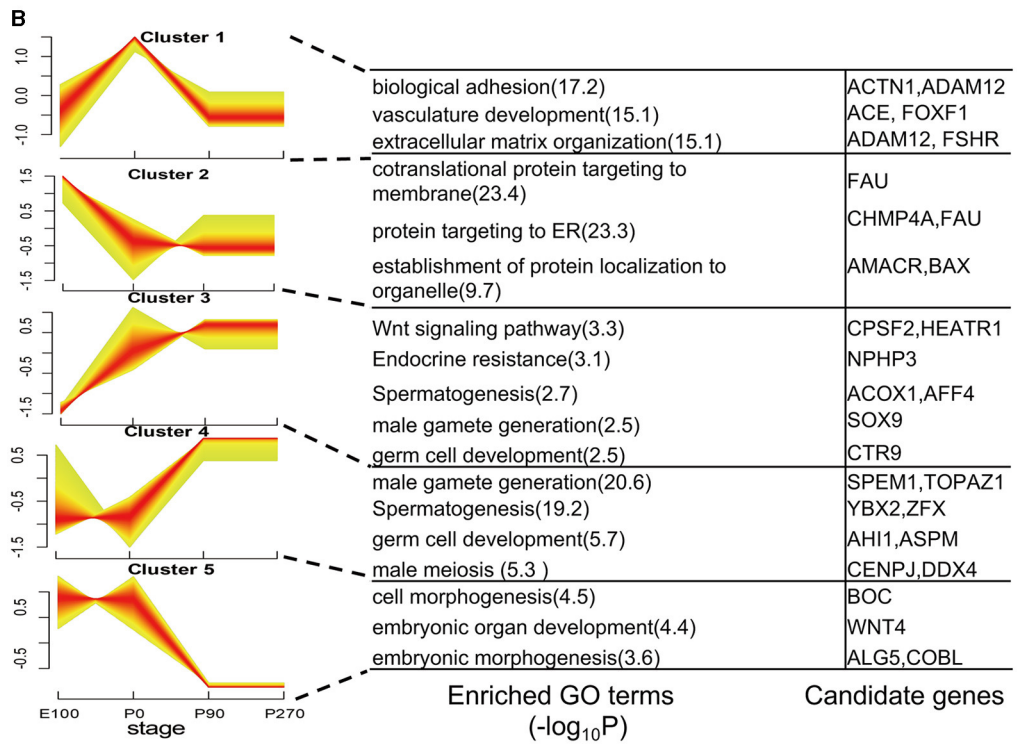 B
Cluster 1
1.0
0.0
-1.0
biological adhesion(17.2)
ACTN1,ADAM12
vasculature development(15.1)
ACE, FOXF1
extracellular matrix organization(15.1)
ADAM12, FSHR
Cluster 2
1.5
0.5
-0.5
-1.5
cotranslational protein targeting to
membrane(23.4)
FAU
protein targeting to ER(23.3)
CHMP4A,FAU
establishment of protein localization to
organelle(9.7)
AMACR,BAX
Cluster 3
0.5
-0.5
-1.5
Wnt signaling pathway(3.3)
CPSF2,HEATR1
Endocrine resistance(3.1)
NPHP3
Spermatogenesis(2.7)
ACOX1,AFF4
male gamete generation(2.5)
SOX9
germ cell development(2.5)
CTR9
Cluster 4
0.5
-0.5
-1.5
male gamete generation(20.6)
SPEM1,TOPAZ1
Spermatogenesis(19.2)
YBX2,ZFX
germ cell development(5.7)
AHI1,ASPM
male meiosis (5.3 )
CENPJ,DDX4
Cluster 5
0.5
-0.5
cell morphogenesis(4.5)
BOC
embryonic organ development(4.4)
WNT4
embryonic morphogenesis(3.6)
ALG5,COBL
E100 P0 P90 P270
stage
Enriched GO terms
(-log10P)
Candidate genes